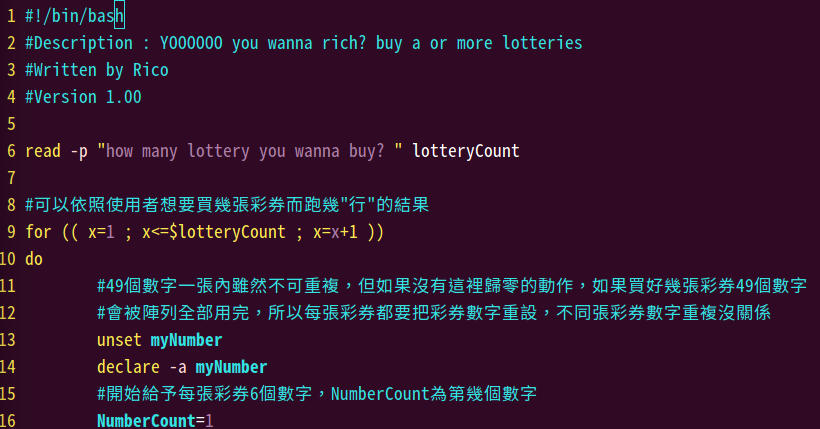 1 #!/bin/bash
2 #Description : YOOOOOO you wanna rich? buy a or more lotteries
3 #Written by Rico
4 #Version 1.00
5
6 read -p "how many lottery you wanna buy? " lotteryCount
7
8 #可以依照使用者想要買幾張彩券而跑幾"行"的結果
9 for (( x=1 ; x<=$lotteryCount ; x=x+1 ))
10 do
11 #49個數字一張內雖然不可重複，但如果沒有這裡歸零的動作，如果買好幾張彩券49個數字
12 #會被陣列全部用完，所以每張彩券都要把彩券數字重設，不同張彩券數字重複沒關係
13 unset myNumber
14 declare -a myNumber
15 #開始給予每張彩券6個數字，NumberCount為第幾個數字
16 NumberCount=1